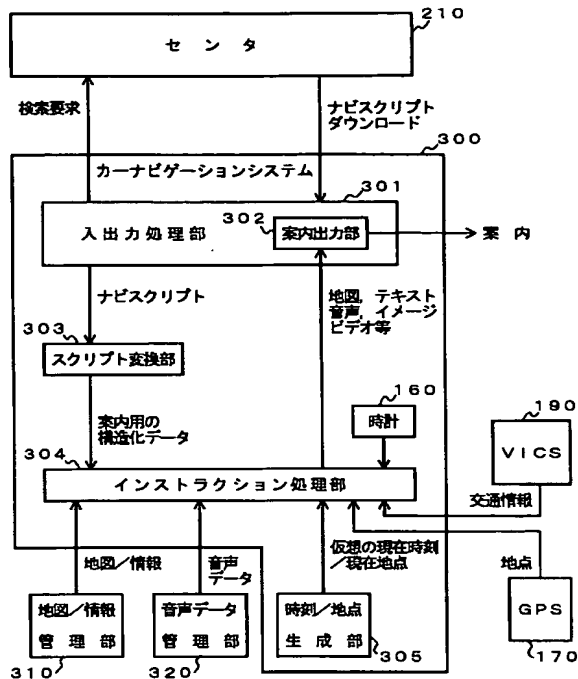 210
センタ
検索要求
ナビスクリプト
ダウンロード
300
カーナビゲーションシステム
301
入出力処理部
302
案内出力部
案内
ナビスクリプト
地図，テキスト
音声，イメージ
ビデオ等
303
スクリプト変換部
160
時計
190
VICS
案内用の
構造化データ
304
インストラクション処理部
交通情報
地図／情報
音声
データ
仮想の現在時刻
／現在地点
地点
地図／情報
管理部
音声データ
管理部
時刻／地点
生成部
GPS
310
320
305
170